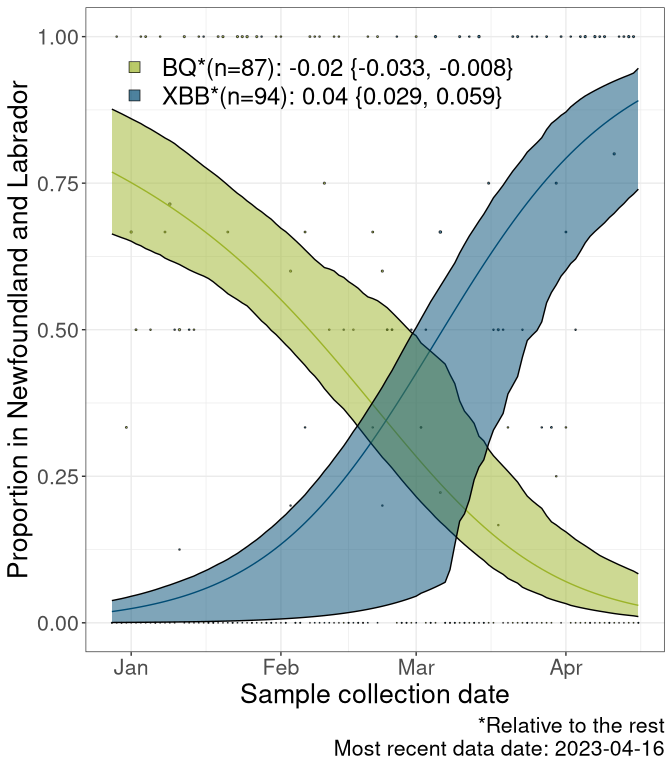 1.00
BQ*(n=87): -0.02 {-0.033, -0.008}
XBB*(n=94): 0.04 {0.029, 0.059}
0.75
0.50
0.25
0.00
Proportion in Newfoundland and Labrador
Jan Feb Mar Apr
Sample collection date
*Relative to the rest
Most recent data date: 2023-04-16